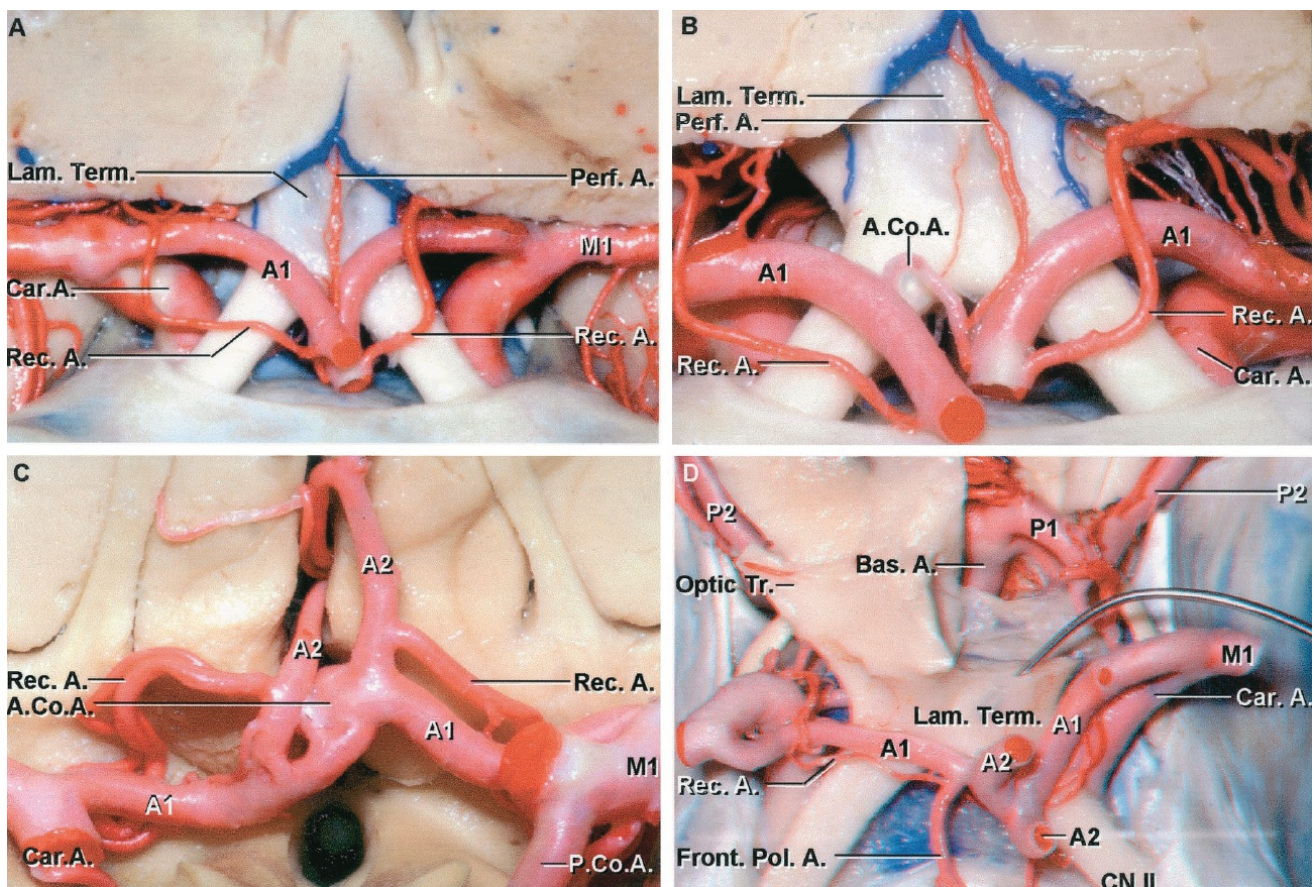 A
Lam. Term.
Perf. A.
M1
A1
Car.A.
Rec. A.
Rec. A.
B
Lam. Term.
Perf. A.
A.Co.A.
A1
A1
Rec. A.
Rec. A.
Car. A.
C
A2
A2
Rec. A.
A.Co.A.
Rec. A.
A1
A1
M1
Car.A.
P.Co.A.
D
P2
P2
P1
Bas. A.
Optic Tr.
M1
Car. A.
Lam. Term.
A1
A1
A2
Rec. A.
Front. Pol. A.
A2
CN II